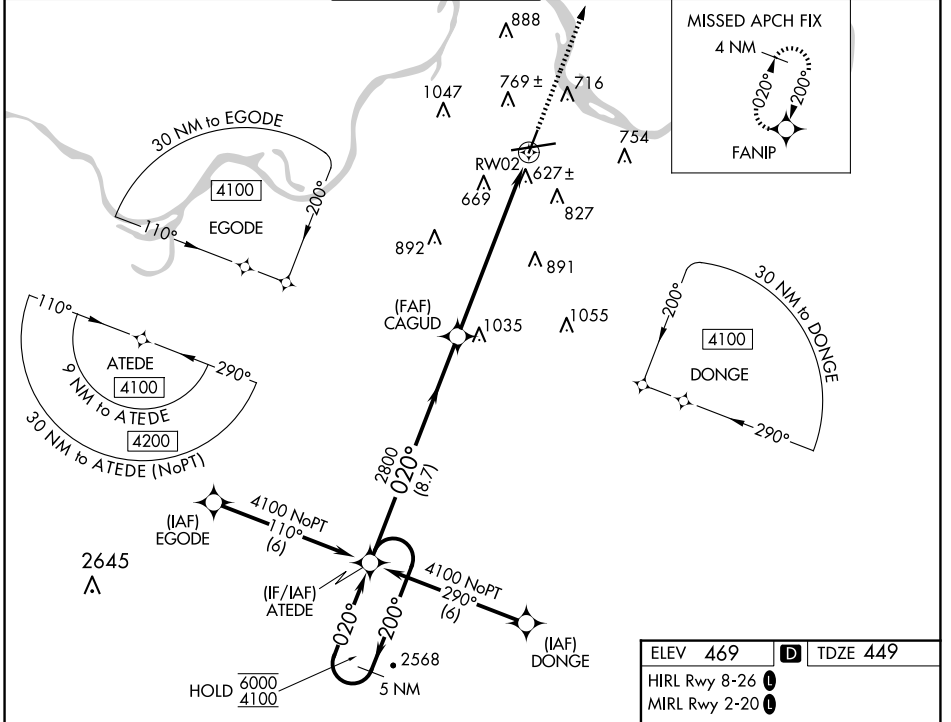 888
MISSED APCH FIX
4 NM
020°
200°
FANIP
769 ±
716
1047
754
30 NM to EGODE
4100
EGODE
200°
110°
RW02
627 ±
669
827
892
891
(FAF)
CAGUD
1035
1055
30 NM to DONGE
200°
4100
DONGE
290°
110°
ATEDE
4100
290°
9 NM to ATEDE
4200
30 NM to ATEDE (NoPT)
2800
020°
(8.7)
(IAF)
EGODE
4100 NoPT
110°
(6)
2645
(IF/IAF)
ATEDE
4100 NoPT
290°
(6)
(IAF)
DONGE
020°
200°
2568
5 NM
HOLD 6000
4100
ELEV 469 D TDZE 449
HIRL Rwy 8-26 L
MIRL Rwy 2-20 L